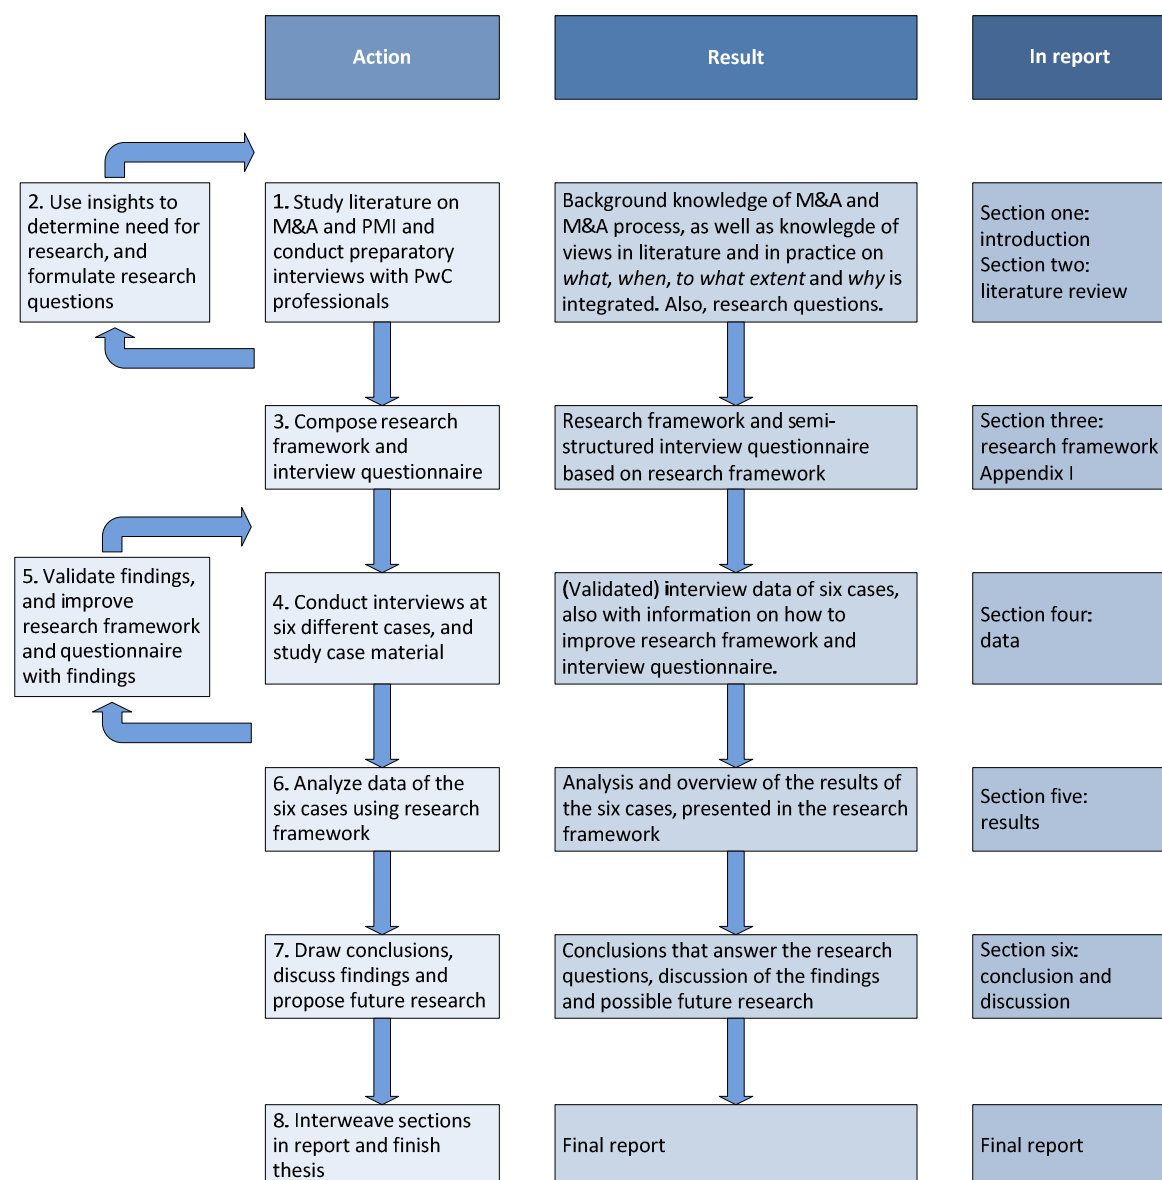 Action
Result
In report
2. Use insights to
determine need for
research, and
formulate research
questions
1. Study literature on
M&A and PMI and
conduct preparatory
interviews with PwC
professionals
Background knowledge of M&A and
M&A process, as well as knowlegde of
views in literature and in practice on
what, when, to what extent and why is
integrated. Also, research questions.
Section one:
introduction
Section two:
literature review
3. Compose research
framework and
interview questionnaire
Research framework and semi-
structured interview questionnaire
based on research framework
Section three:
research framework
Appendix I
5. Validate findings,
and improve
research framework
and questionnaire
with findings
4. Conduct interviews at
six different cases, and
study case material
(Validated) interview data of six cases,
also with information on how to
improve research framework and
interview questionnaire.
Section four:
data
6. Analyze data of the
six cases using research
framework
Analysis and overview of the results of
the six cases, presented in the research
framework
Section five:
results
7. Draw conclusions,
discuss findings and
propose future research
Conclusions that answer the research
questions, discussion of the findings
and possible future research
Section six:
conclusion and
discussion
8. Interweave sections
in report and finish
thesis
Final report
Final report